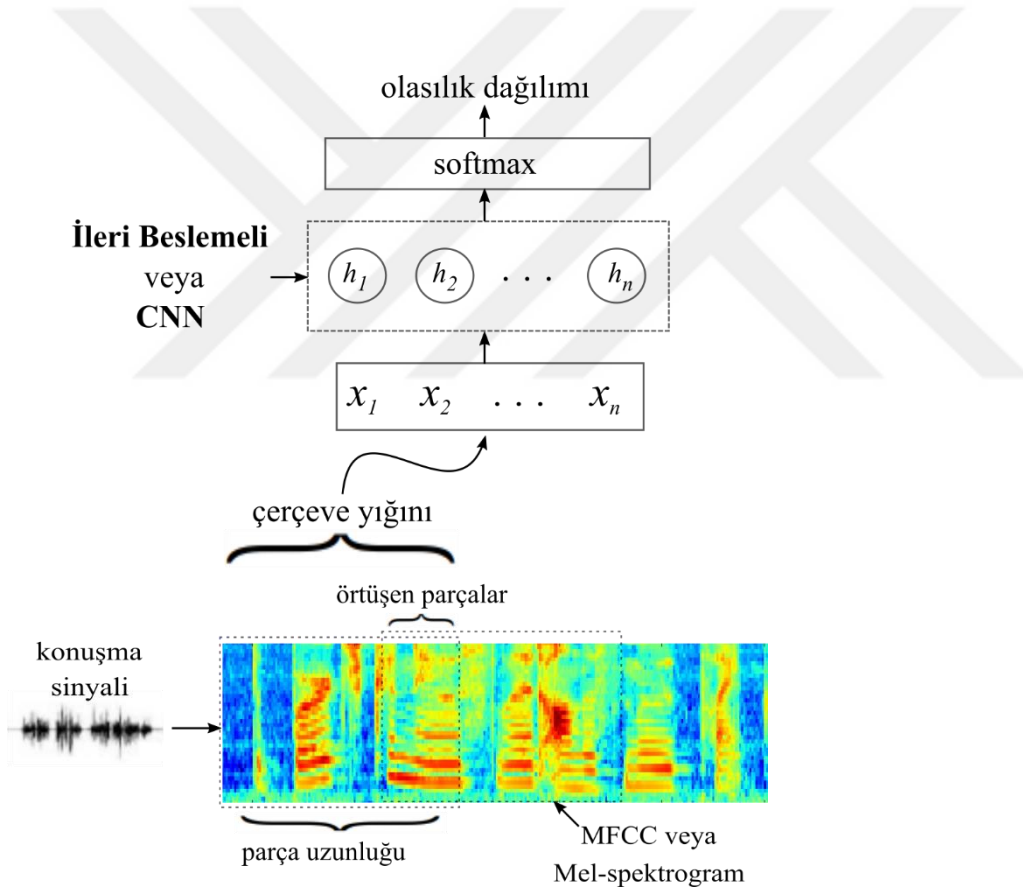 olasılık dağılımı
softmax
İleri Beslemeli
veya
CNN
h1 h2 . . . hn
x1 x2 . . . xn
çerçeve yığını
örtüşen parçalar
konuşma
sinyali
parça uzunluğu
MFCC veya
Mel-spektrogram